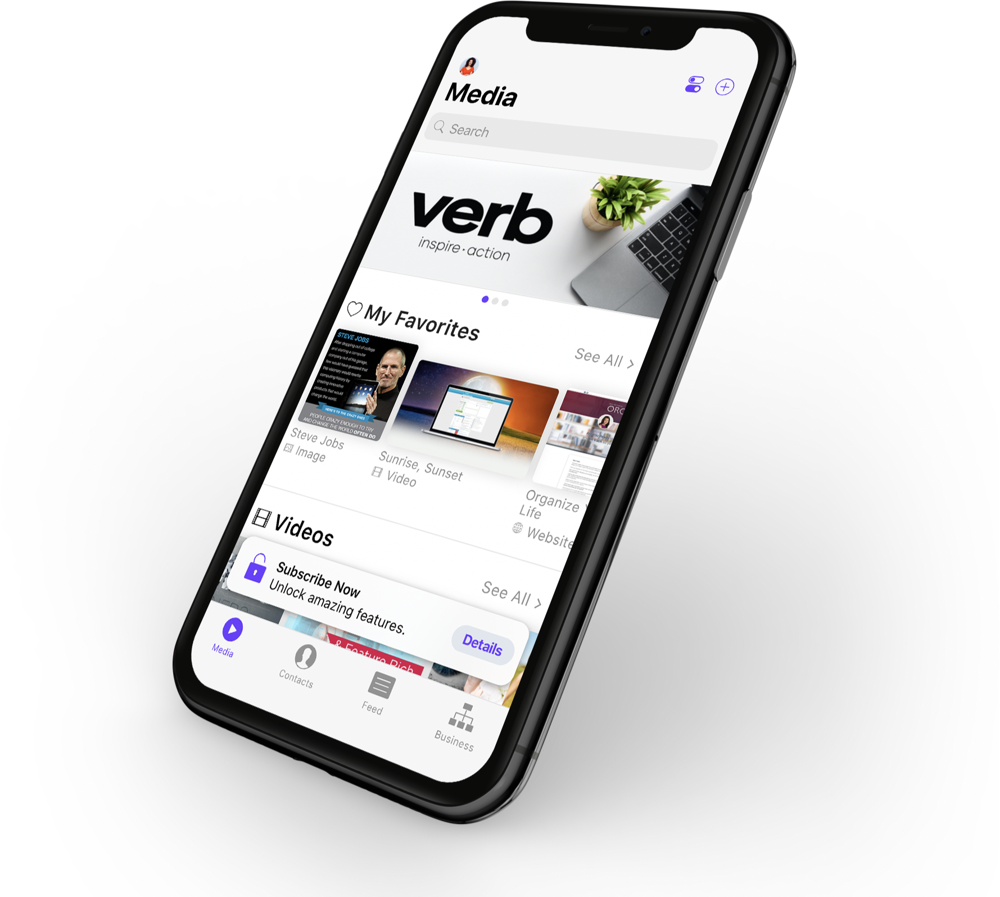 Media
Search
verb
inspire · action
My Favorites
See All >
STEVE JOBS
After dropping out of college
and starting a computer
company out of his garage,
few would have guessed that
this visionary would rewrite
computing history by
creating innovative
products that would
change the world.
HERE'S TO THE CRAZY ONES
PEOPLE CRAZY ENOUGH TO TRY
AND CHANGE THE WORLD OFTEN DO
Steve Jobs
Image
Sunrise, Sunset
Video
ORG
Organize
Life
Website
Videos
See All >
Subscribe Now
Unlock amazing features.
Details
& Feature Rich
Media
Contacts
Feed
Business